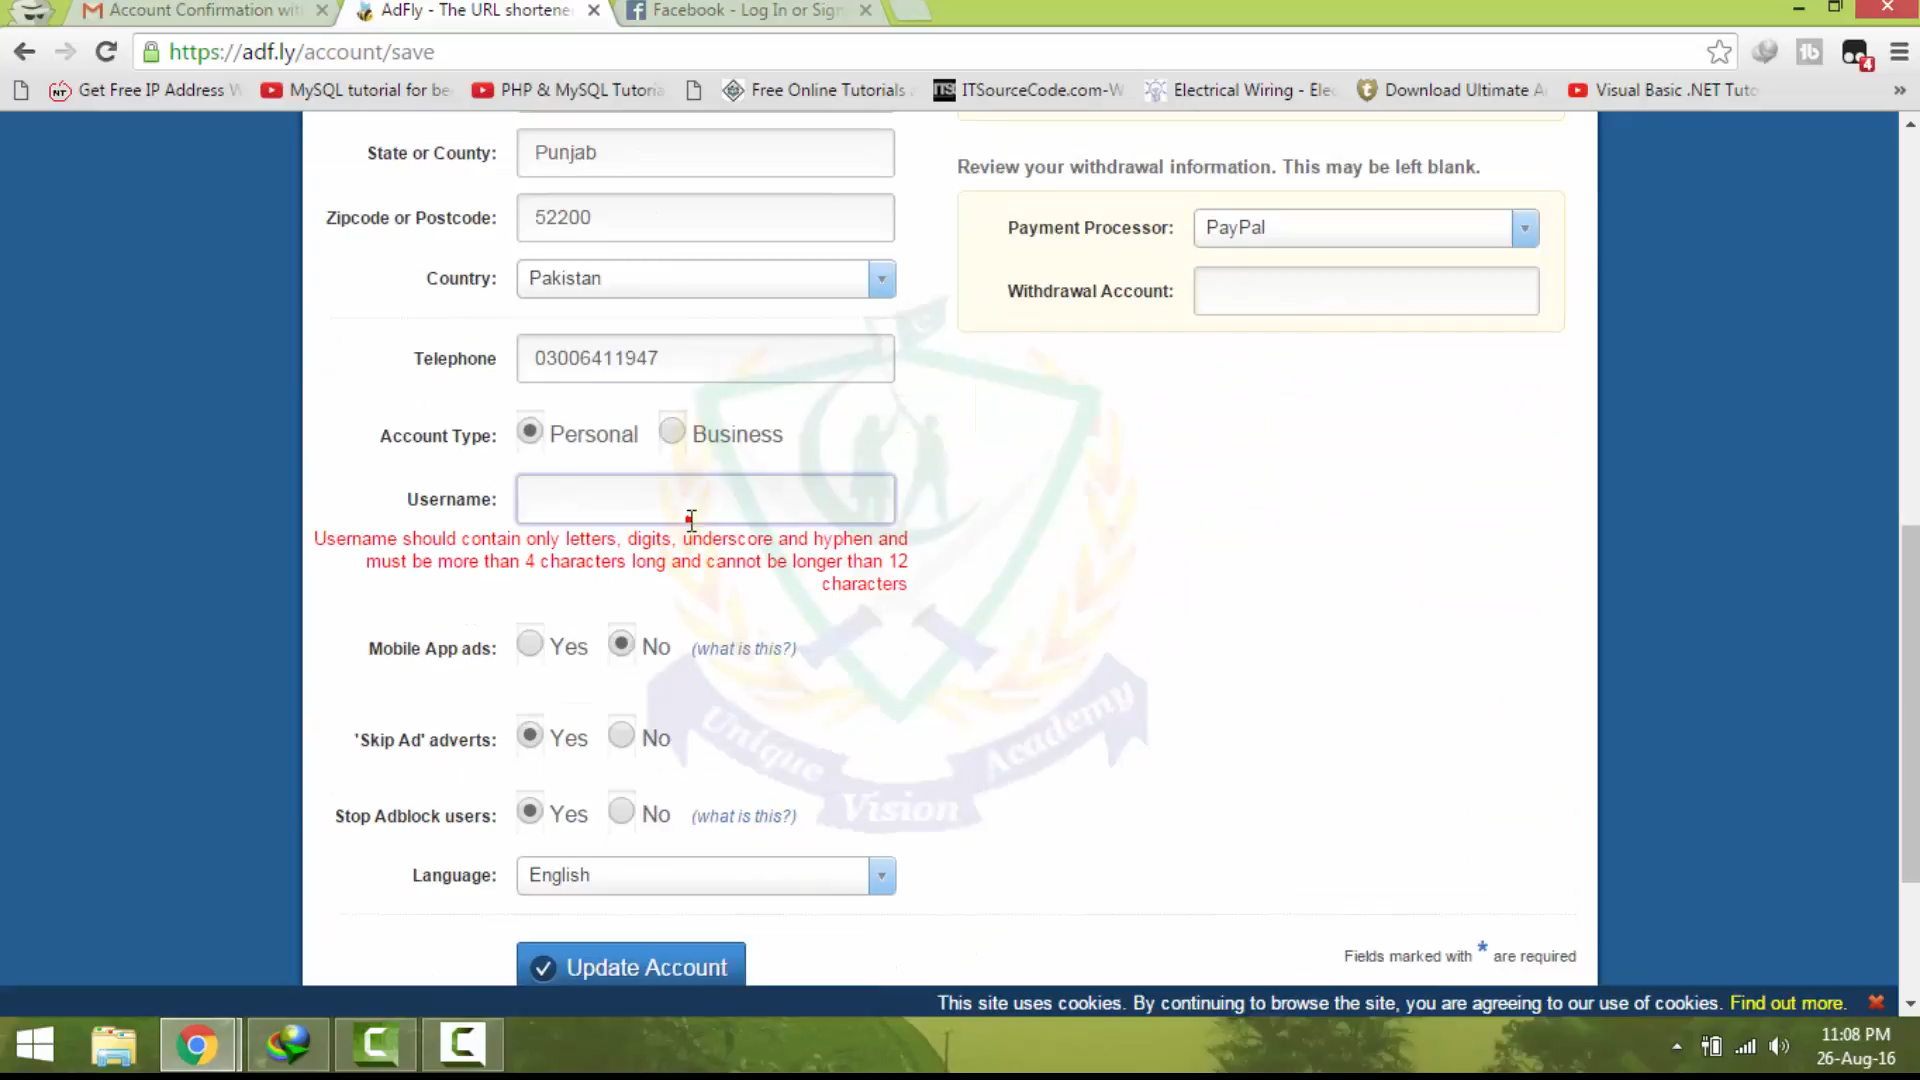 Account Confirmation wit
AdFly - The URL shortene
Facebook - Log In or Sig
https://adf.ly/account/save
4
NT
Get Free IP Address W
MySQL tutorial for be
PHP & MySQL Tutoria
Free Online Tutorials
ITS
ITSourceCode.com-W
Electrical Wiring - Ele
Download Ultimate A
Visual Basic .NET Tuto
»
State or County:
Punjab
Zipcode or Postcode:
52200
Country:
Pakistan
Telephone
03006411947
Account Type:
Personal
Business
Username:
Username should contain only letters, digits, underscore and hyphen and
must be more than 4 characters long and cannot be longer than 12
characters
Mobile App ads:
Yes
No
(what is this?)
'Skip Ad' adverts:
Yes
No
Stop Adblock users:
Yes
No
(what is this?)
Language:
English
Update Account
Review your withdrawal information. This may be left blank.
Payment Processor:
PayPal
Withdrawal Account:
Unique
Vision
Academy
Fields marked with * are required
This site uses cookies. By continuing to browse the site, you are agreeing to our use of cookies. Find out more.
11:08 PM
26-Aug-16